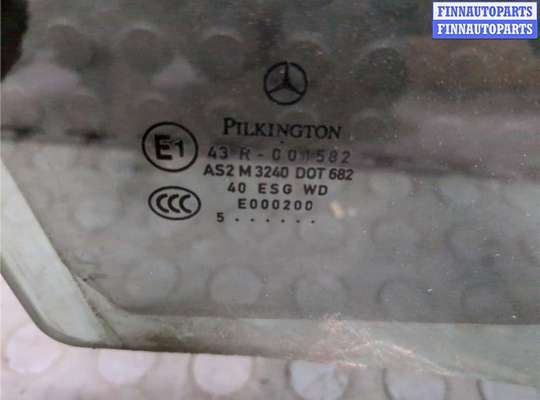 FINNAUTOPARTS
FINNAUTOPARTS
PILKINGTON
E1
43 R - 001582
AS2 M 3240 DOT 682
40 ESG WD
CCC
E000200
5 . . . . . .